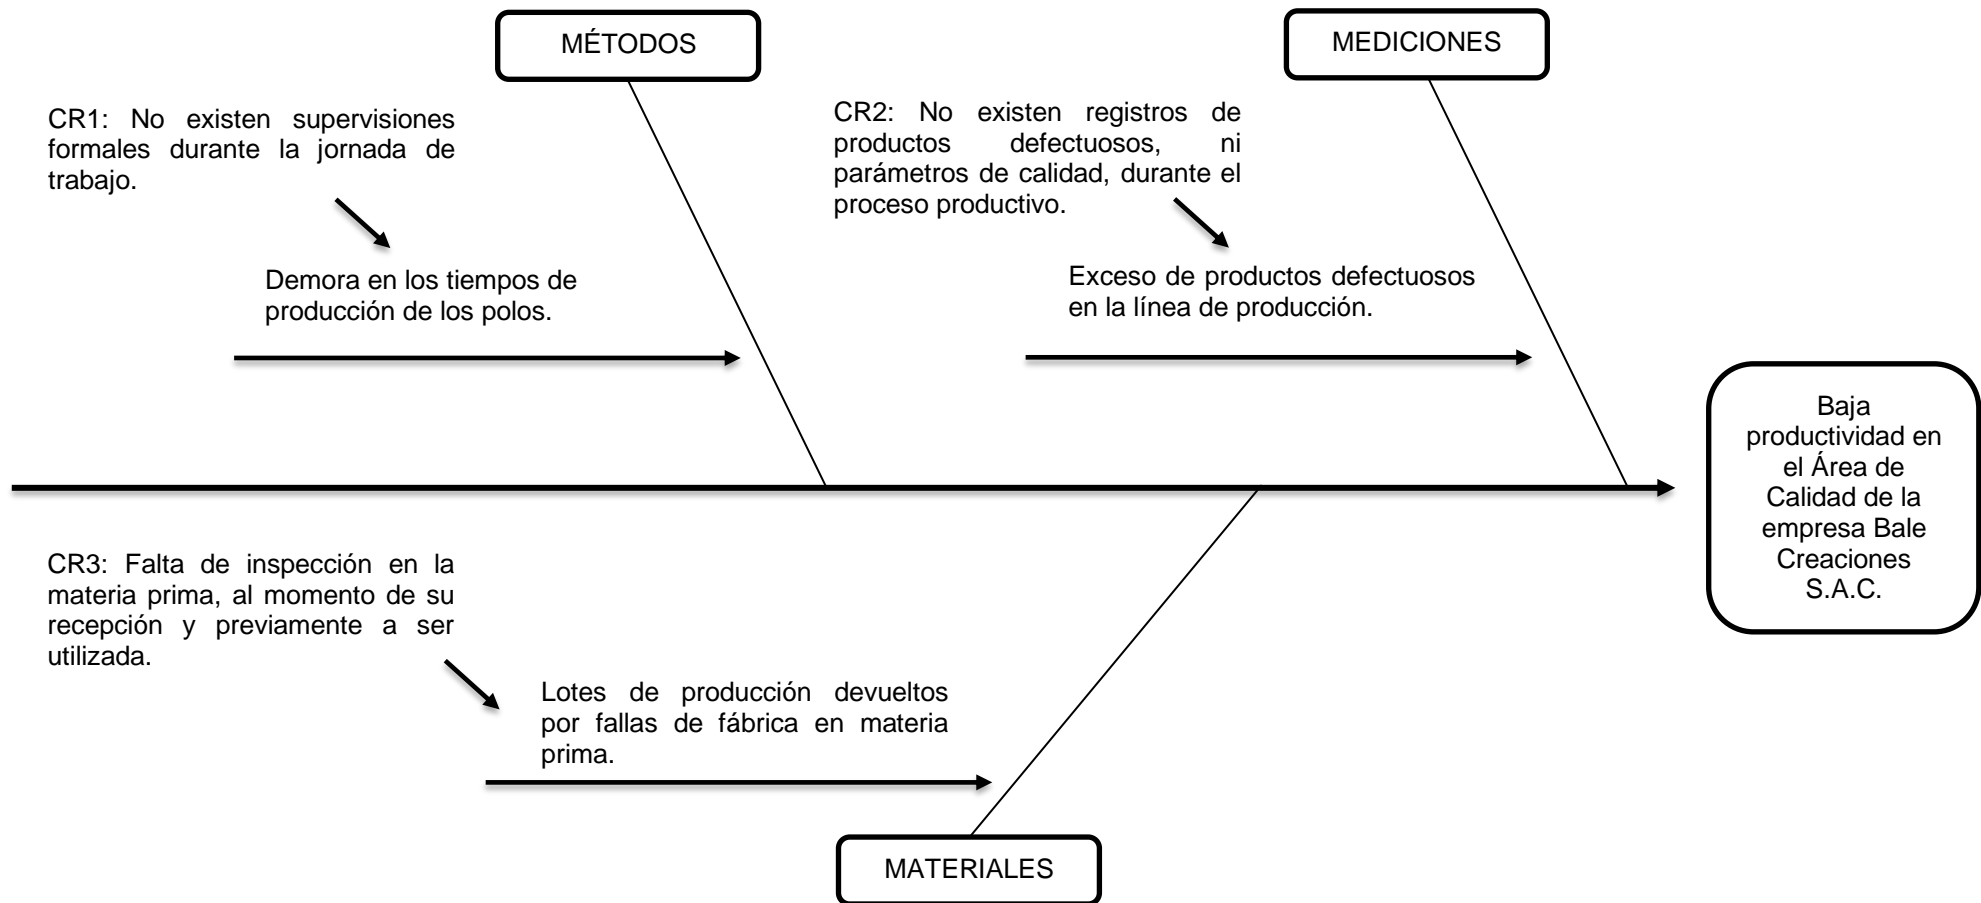 MÉTODOS
MEDICIONES
CR1: No existen supervisiones
formales durante la jornada de
trabajo.
Demora en los tiempos de
producción de los polos.
CR2: No existen registros de
productos defectuosos, ni
parámetros de calidad, durante el
proceso productivo.
Exceso de productos defectuosos
en la línea de producción.
Baja
productividad en
el Área de
Calidad de la
empresa Bale
Creaciones
S.A.C.
CR3: Falta de inspección en la
materia prima, al momento de su
recepción y previamente a ser
utilizada.
Lotes de producción devueltos
por fallas de fábrica en materia
prima.
MATERIALES